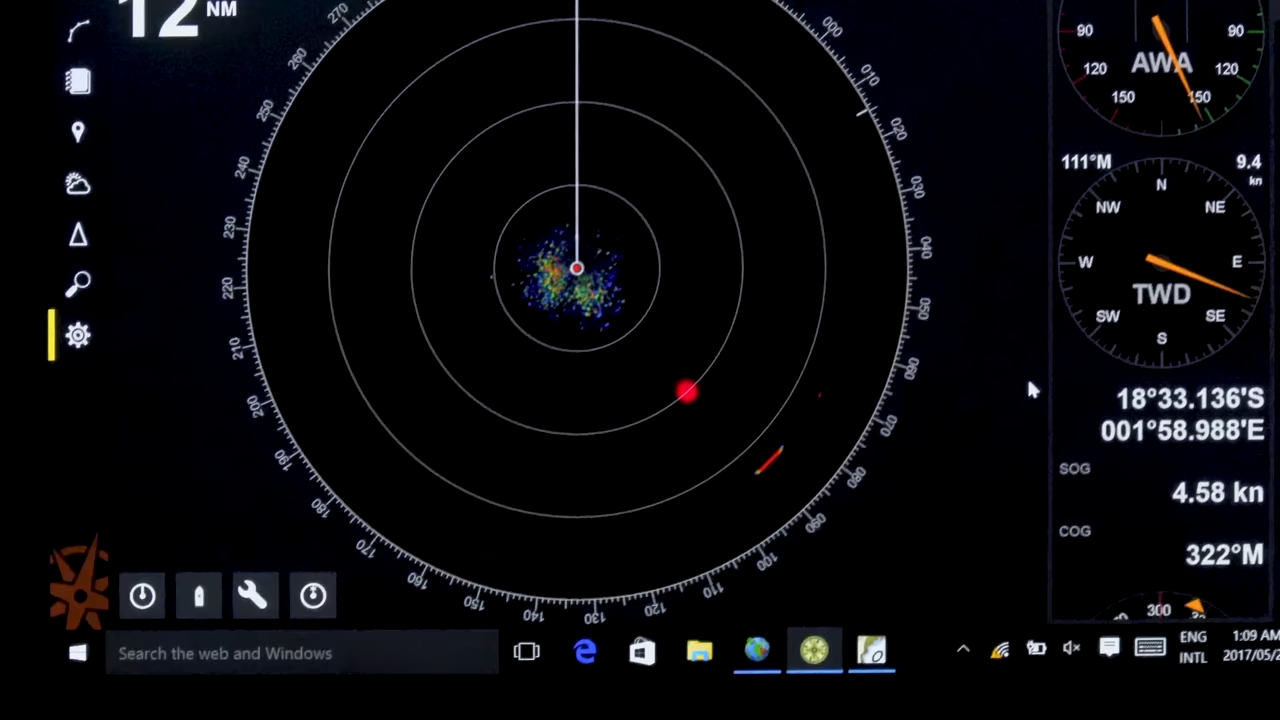 12 NM
270
260
250
240
230
220
210
200
190
180
170
160
150
140
130
120
110
100
090
080
070
060
050
040
030
020
010
000
90
90
120
AWA
120
150
150
111°M
9.4
kn
N
NW
NE
W
E
TWD
SW
SE
S
18°33.136'S
001°58.988'E
SOG
4.58 kn
COG
322°M
300
Search the web and Windows
ENG
INTL
1:09 AM
2017/05/2